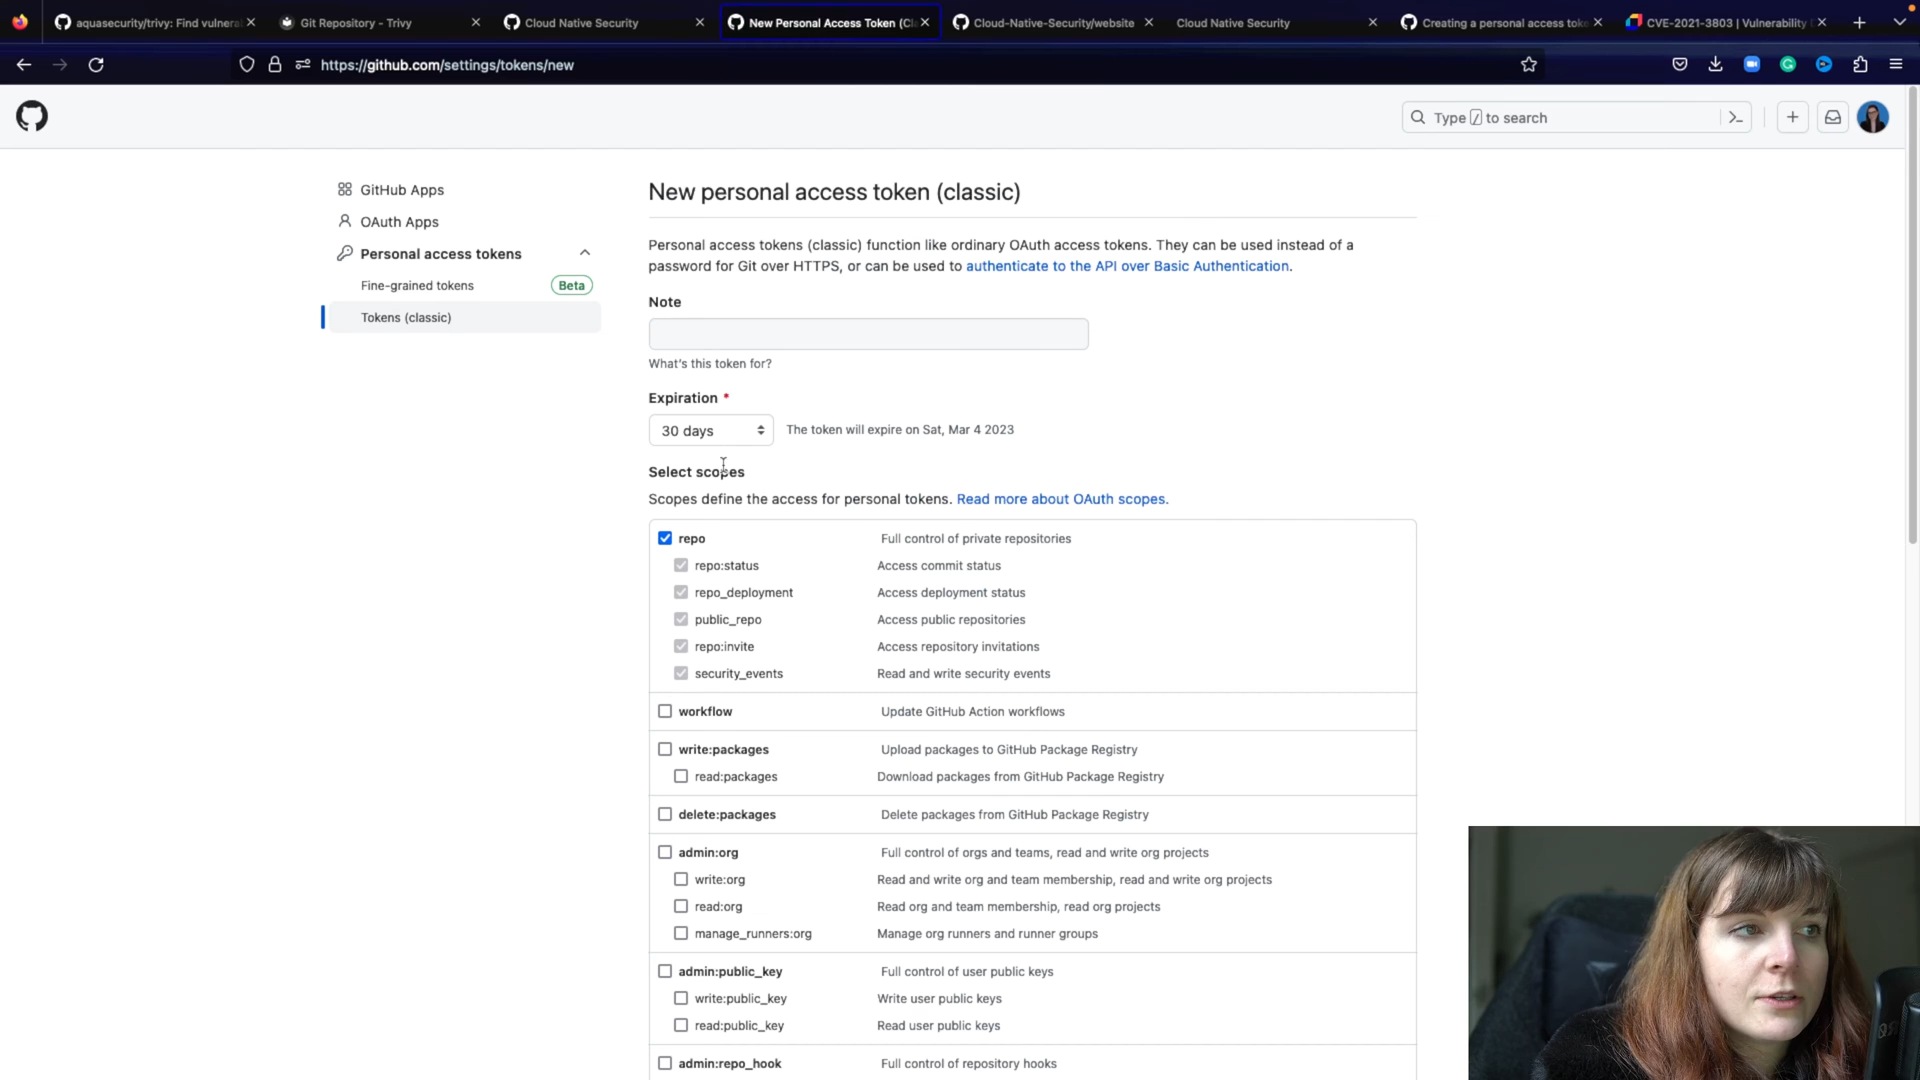 aquasecurity/trivy: Find vulnera
Git Repository - Trivy
Cloud Native Security
New Personal Access Token (Cl
Cloud-Native-Security/website
Cloud Native Security
Creating a personal access toke
CVE-2021-3803 | Vulnerability
https://github.com/settings/tokens/new
Type / to search
GitHub Apps
OAuth Apps
Personal access tokens
Fine-grained tokens Beta
Tokens (classic)
New personal access token (classic)
Personal access tokens (classic) function like ordinary OAuth access tokens. They can be used instead of a
password for Git over HTTPS, or can be used to authenticate to the API over Basic Authentication.
Note
What's this token for?
Expiration *
30 days The token will expire on Sat, Mar 4 2023
Select scopes
Scopes define the access for personal tokens. Read more about OAuth scopes.
repo Full control of private repositories
repo:status Access commit status
repo_deployment Access deployment status
public_repo Access public repositories
repo:invite Access repository invitations
security_events Read and write security events
workflow Update GitHub Action workflows
write:packages Upload packages to GitHub Package Registry
read:packages Download packages from GitHub Package Registry
delete:packages Delete packages from GitHub Package Registry
admin:org Full control of orgs and teams, read and write org projects
write:org Read and write org and team membership, read and write org projects
read:org Read org and team membership, read org projects
manage_runners:org Manage org runners and runner groups
admin:public_key Full control of user public keys
write:public_key Write user public keys
read:public_key Read user public keys
admin:repo_hook Full control of repository hooks